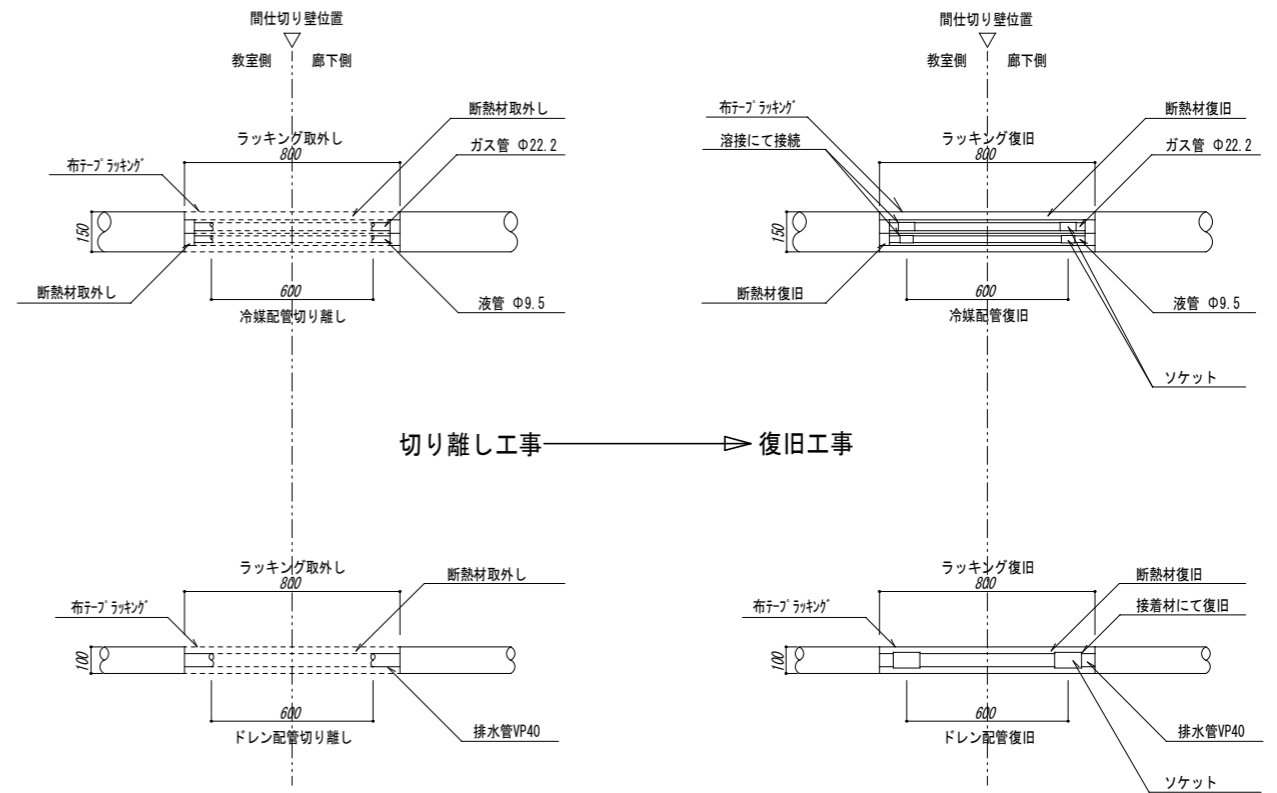 間仕切り壁位置
教室側
廊下側
断熱材取外し
ラッキング取外し
800
ガス管 Φ22.2
布テープラッキング
150
断熱材取外し
600
液管 Φ9.5
冷媒配管切り離し
間仕切り壁位置
教室側
廊下側
布テープラッキング
断熱材復旧
溶接にて接続
ラッキング復旧
800
ガス管 Φ22.2
150
断熱材復旧
600
液管 Φ9.5
冷媒配管復旧
ソケット
切り離し工事
復旧工事
ラッキング取外し
800
断熱材取外し
布テープラッキング
100
600
ドレン配管切り離し
排水管VP40
ラッキング復旧
800
断熱材復旧
布テープラッキング
接着材にて復旧
100
600
ドレン配管復旧
排水管VP40
ソケット